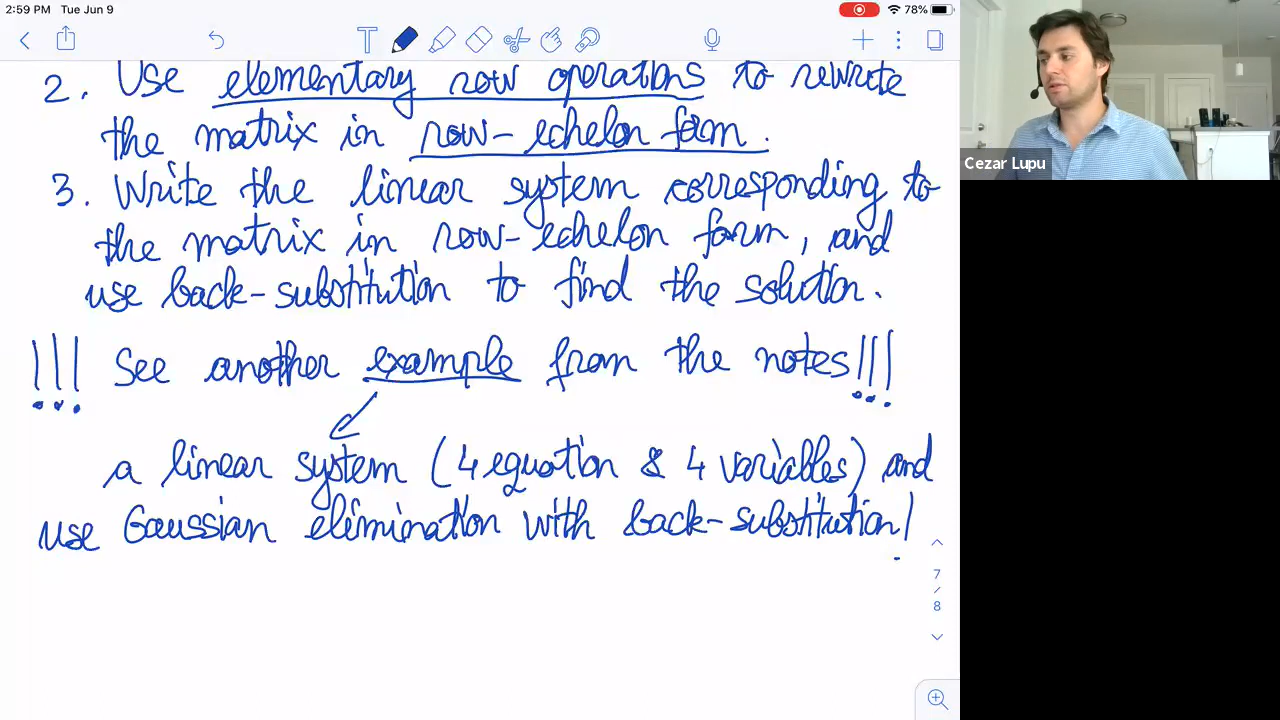 2:59 PM Tue Jun 9
78%
T
2. Use elementary row operations to rewrite
the matrix in row-echelon form.
3. Write the linear system corresponding to
the matrix in row-echelon form, and
use back-substitution to find the solution.
!!! See another example from the notes!!!
a linear system (4 equation & 4 variables) and
use Gaussian elimination with back-substitution!
7
/
8
Cezar Lupu